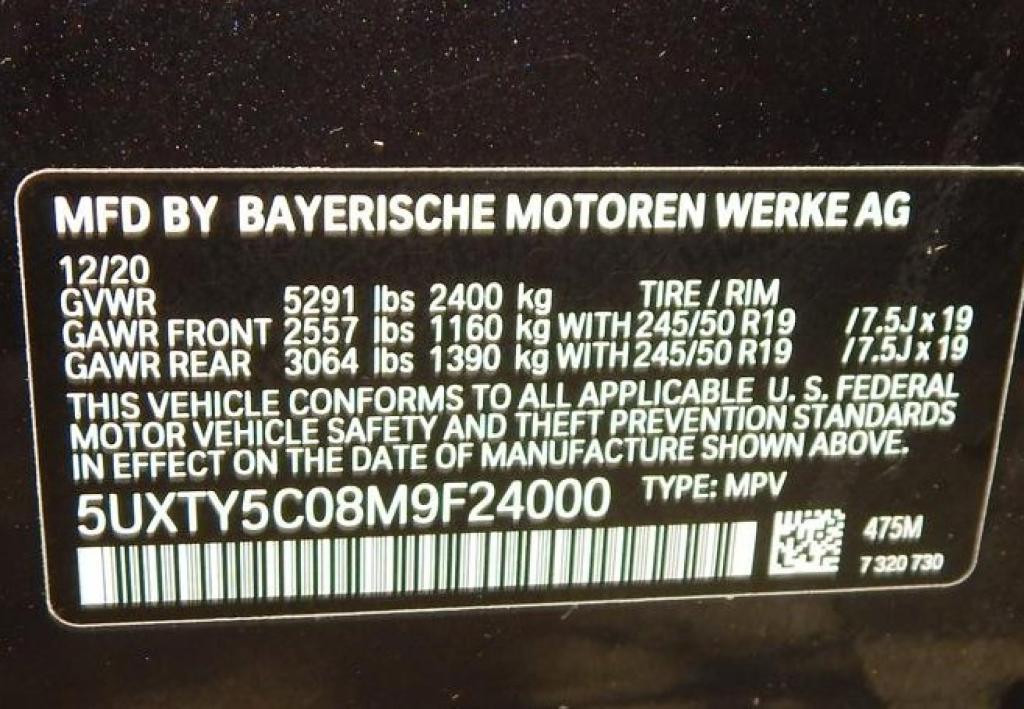 MFD BY BAYERISCHE MOTOREN WERKE AG
12/20
GVWR 5291 lbs 2400 kg TIRE / RIM
GAWR FRONT 2557 lbs 1160 kg WITH 245/50 R19 /7.5J x 19
GAWR REAR 3064 lbs 1390 kg WITH 245/50 R19 /7.5J x 19
THIS VEHICLE CONFORMS TO ALL APPLICABLE U. S. FEDERAL
MOTOR VEHICLE SAFETY AND THEFT PREVENTION STANDARDS
IN EFFECT ON THE DATE OF MANUFACTURE SHOWN ABOVE.
5UXTY5C08M9F24000 TYPE: MPV
475M
7 320 730